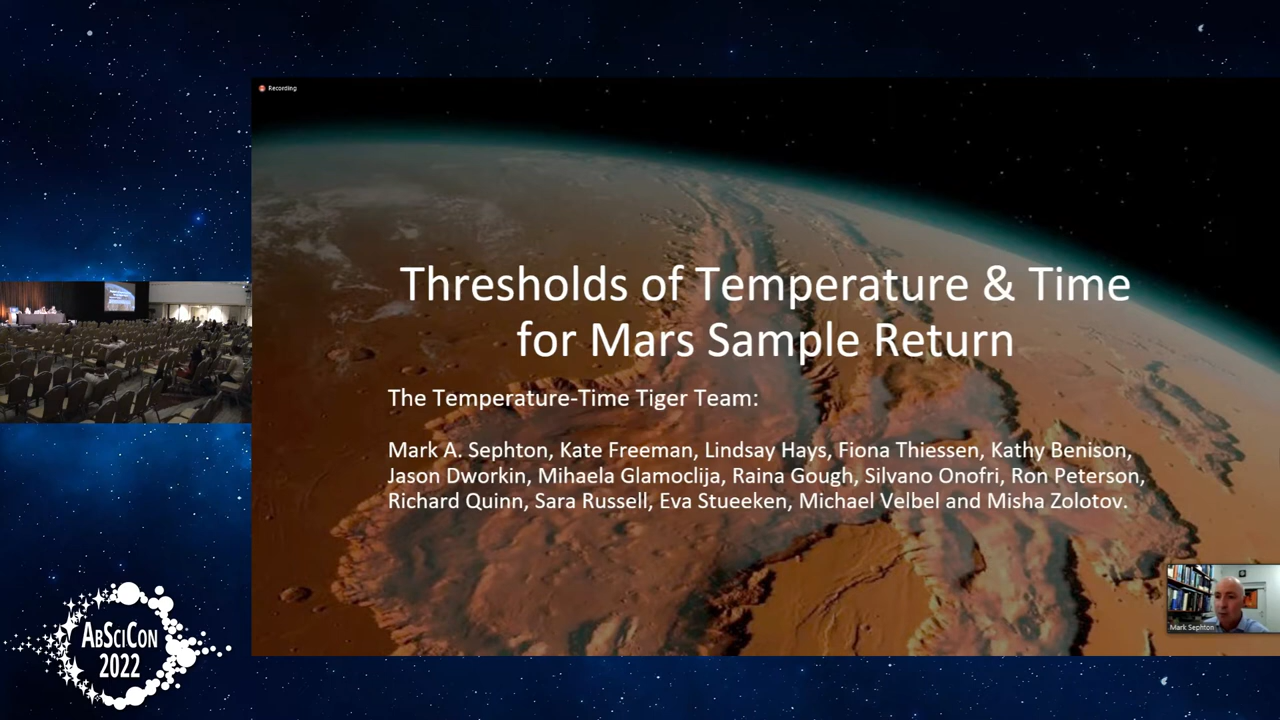 Recording
Thresholds of Temperature & Time
for Mars Sample Return
The Temperature-Time Tiger Team:
Mark A. Sephton, Kate Freeman, Lindsay Hays, Fiona Thiessen, Kathy Benison,
Jason Dworkin, Mihaela Glamoclija, Raina Gough, Silvano Onofri, Ron Peterson,
Richard Quinn, Sara Russell, Eva Stueeken, Michael Velbel and Misha Zolotov.
Mark Sephton
ABSCICON
2022